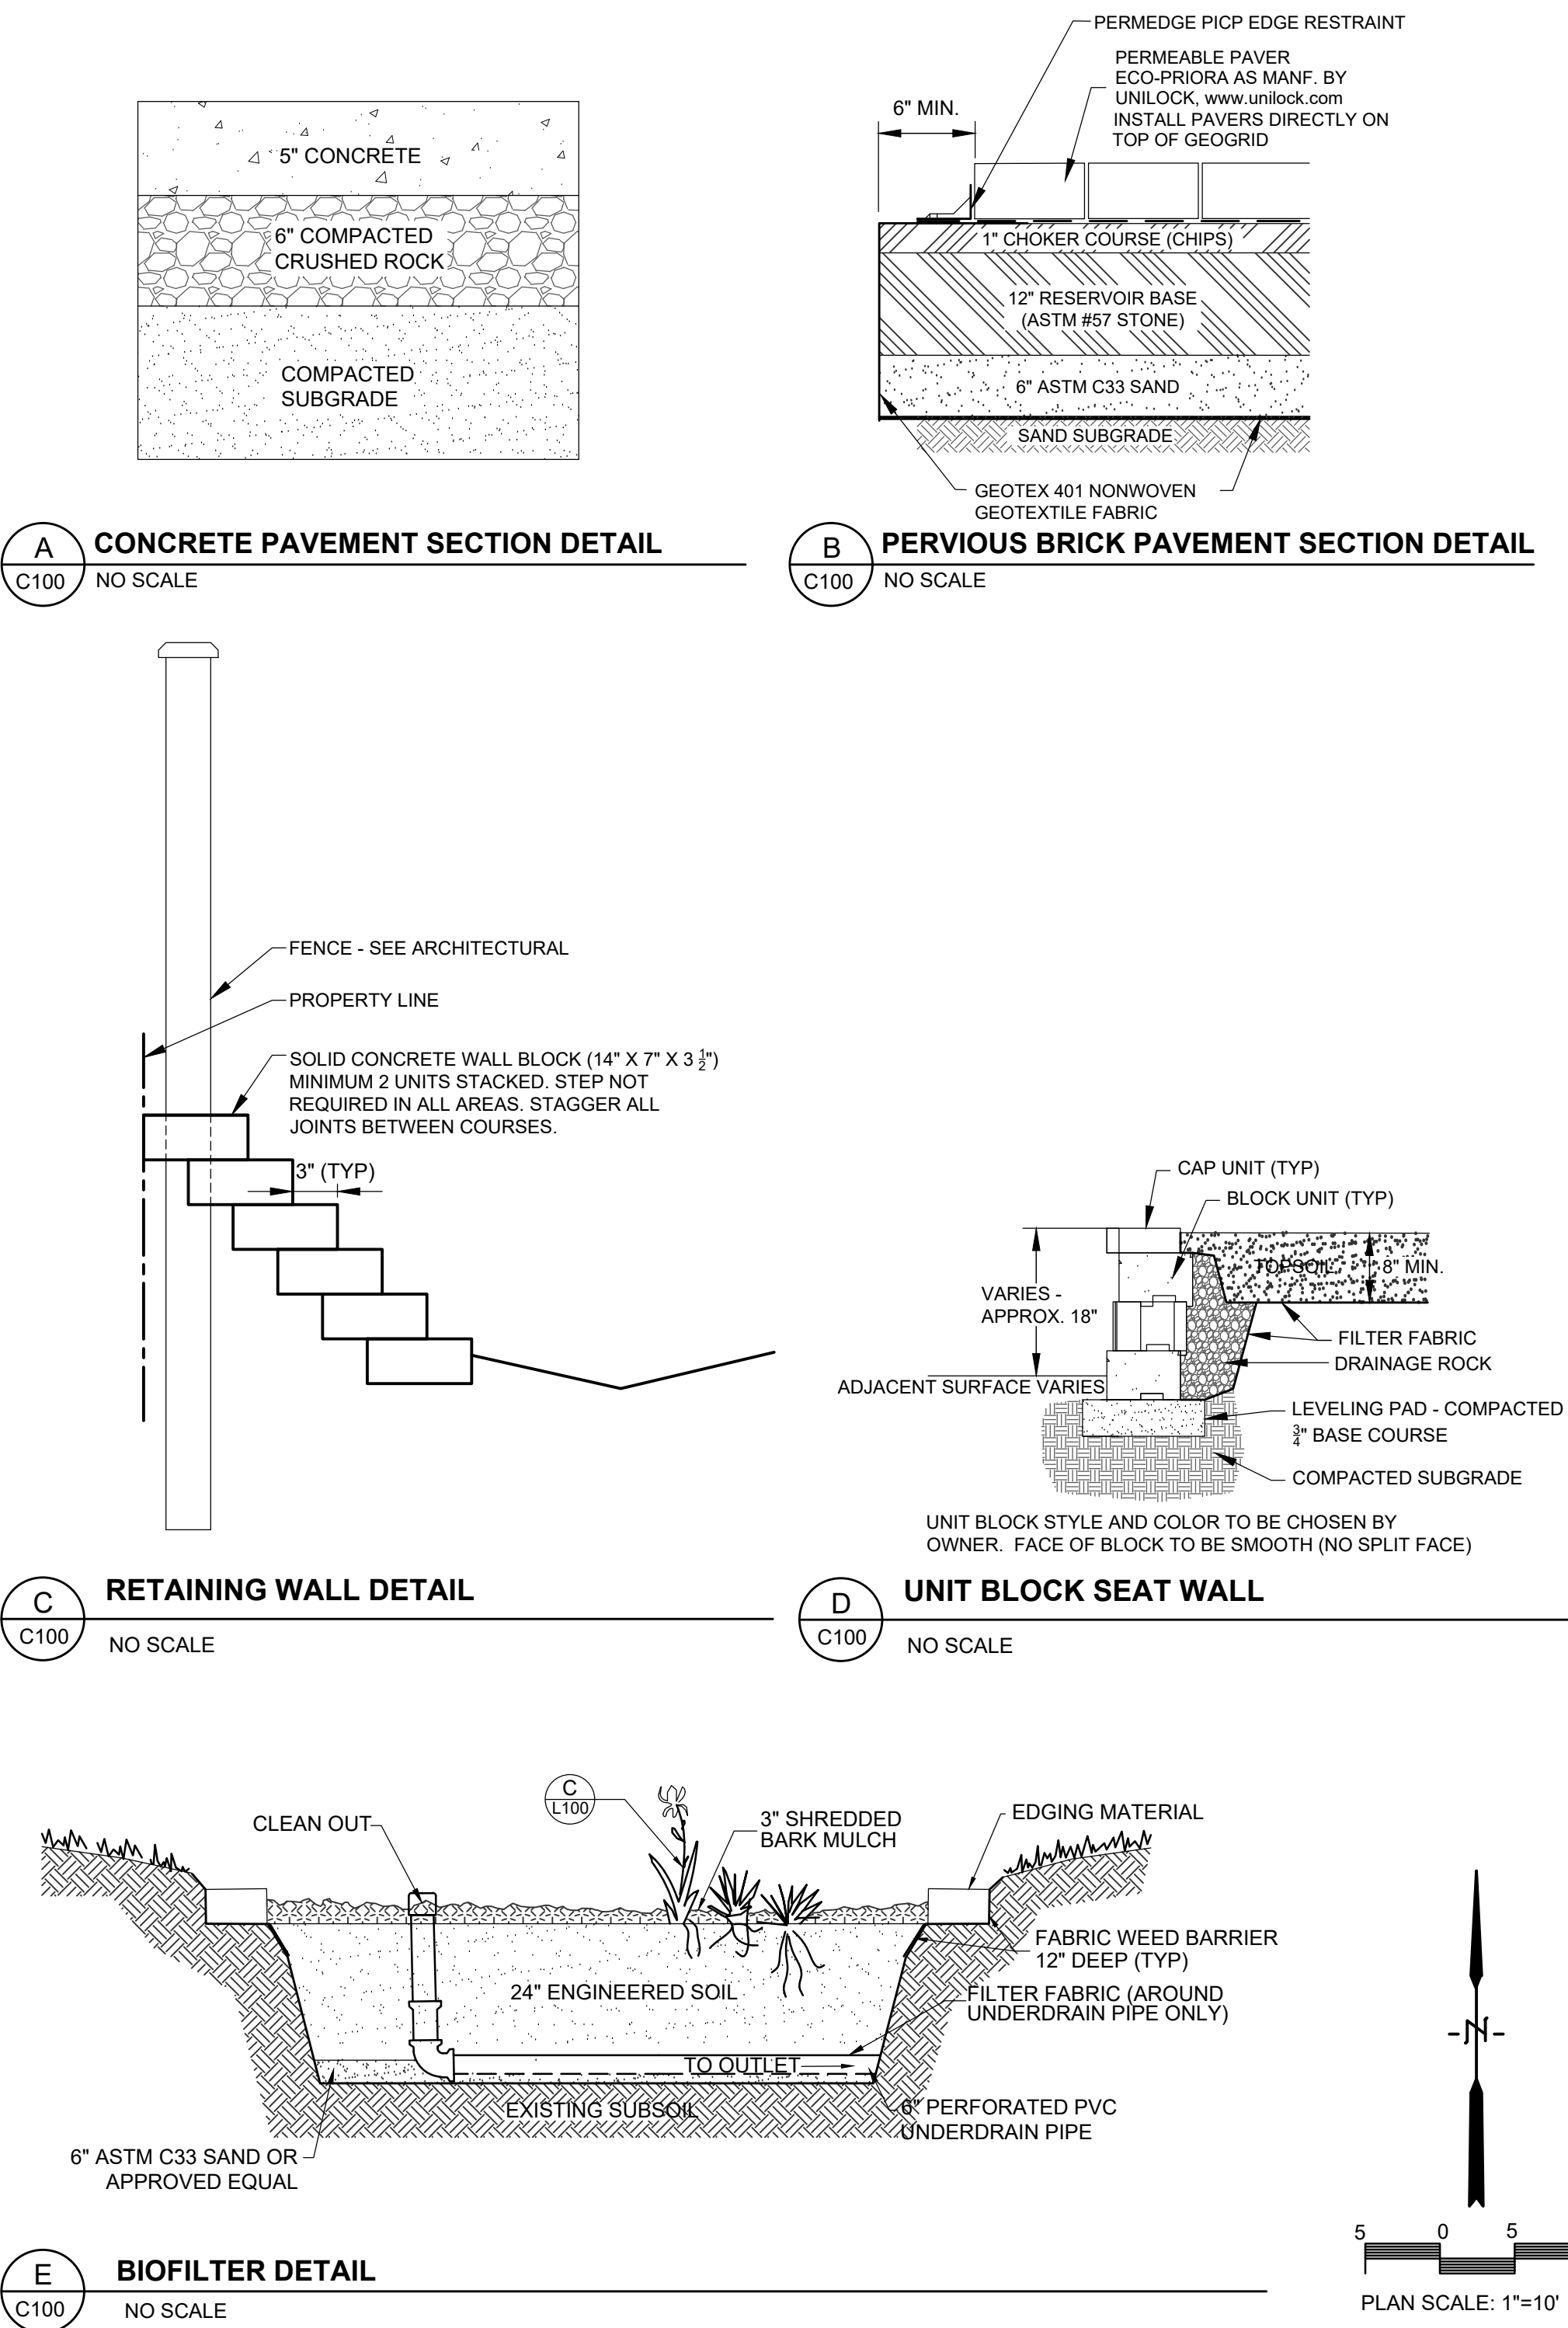 5" CONCRETE
6" COMPACTED
CRUSHED ROCK
COMPACTED
SUBGRADE
A
C100
CONCRETE PAVEMENT SECTION DETAIL
NO SCALE
PERMEDGE PICP EDGE RESTRAINT
PERMEABLE PAVER
ECO-PRIORA AS MANF. BY
UNILOCK, www.unilock.com
INSTALL PAVERS DIRECTLY ON
TOP OF GEOGRID
6" MIN.
1" CHOKER COURSE (CHIPS)
12" RESERVOIR BASE
(ASTM #57 STONE)
6" ASTM C33 SAND
SAND SUBGRADE
GEOTEX 401 NONWOVEN
GEOTEXTILE FABRIC
B
C100
PERVIOUS BRICK PAVEMENT SECTION DETAIL
NO SCALE
FENCE - SEE ARCHITECTURAL
PROPERTY LINE
SOLID CONCRETE WALL BLOCK (14" X 7" X 3 1/2")
MINIMUM 2 UNITS STACKED. STEP NOT
REQUIRED IN ALL AREAS. STAGGER ALL
JOINTS BETWEEN COURSES.
3" (TYP)
C
C100
RETAINING WALL DETAIL
NO SCALE
CAP UNIT (TYP)
BLOCK UNIT (TYP)
TOPSOIL
8" MIN.
VARIES -
APPROX. 18"
FILTER FABRIC
DRAINAGE ROCK
ADJACENT SURFACE VARIES
LEVELING PAD - COMPACTED
3/4" BASE COURSE
COMPACTED SUBGRADE
UNIT BLOCK STYLE AND COLOR TO BE CHOSEN BY
OWNER. FACE OF BLOCK TO BE SMOOTH (NO SPLIT FACE)
D
C100
UNIT BLOCK SEAT WALL
NO SCALE
CLEAN OUT
C
L100
3" SHREDDED
BARK MULCH
EDGING MATERIAL
FABRIC WEED BARRIER
12" DEEP (TYP)
24" ENGINEERED SOIL
FILTER FABRIC (AROUND
UNDERDRAIN PIPE ONLY)
TO OUTLET
EXISTING SUBSOIL
6" PERFORATED PVC
UNDERDRAIN PIPE
6" ASTM C33 SAND OR
APPROVED EQUAL
E
C100
BIOFILTER DETAIL
NO SCALE
N
5 0 5
PLAN SCALE: 1"=10'